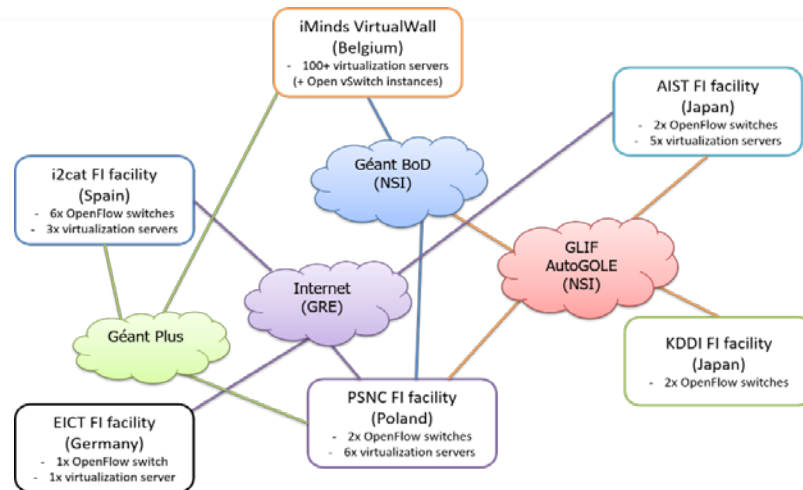 iMinds VirtualWall
(Belgium)
- 100+ virtualization servers
(+ Open vSwitch instances)
AIST FI facility
(Japan)
- 2x OpenFlow switches
- 5x virtualization servers
Géant BoD
(NSI)
i2cat FI facility
(Spain)
- 6x OpenFlow switches
- 3x virtualization servers
GLIF
AutoGOLE
(NSI)
Internet
(GRE)
Géant Plus
KDDI FI facility
(Japan)
- 2x OpenFlow switches
PSNC FI facility
(Poland)
- 2x OpenFlow switches
- 6x virtualization servers
EICT FI facility
(Germany)
- 1x OpenFlow switch
- 1x virtualization server